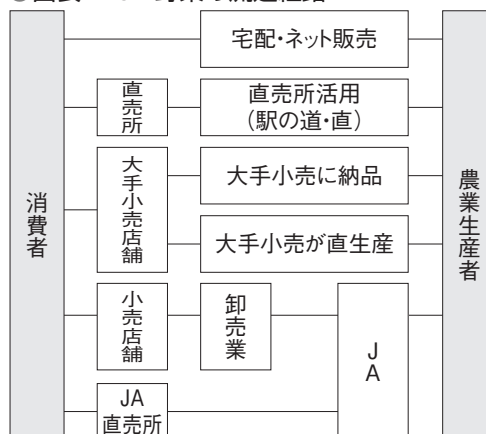 宅配・ネット販売
直売所
直売所活用
(駅の道・直)
大手小売店舗
大手小売に納品
大手小売が直生産
消費者
農業生産者
小売店舗
卸売業
JA
JA
直売所